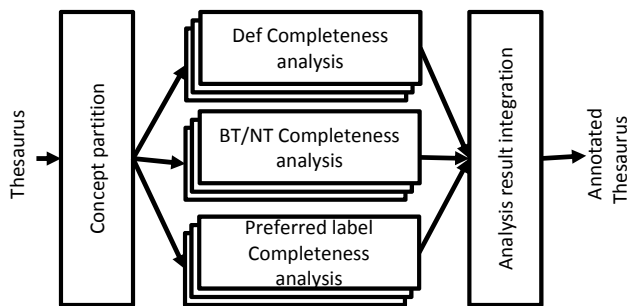 Thesaurus
Concept partition
Def Completeness
analysis
BT/NT Completeness
analysis
Preferred label
Completeness
analysis
Analysis result integration
Annotated
Thesaurus